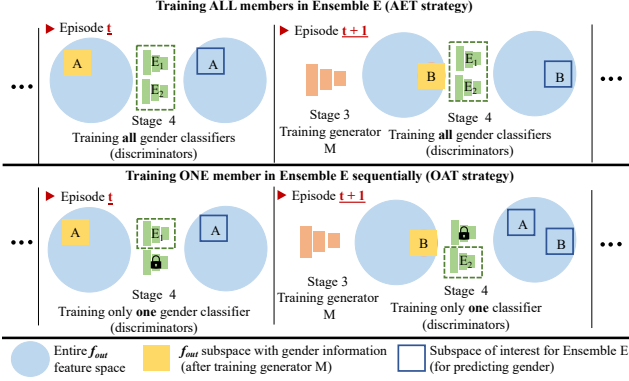 Training ALL members in Ensemble E (AET strategy)
Episode t
Episode t + 1
A
E1
E2
A
B
E1
E2
B
...
...
Stage 4
Training all gender classifiers
(discriminators)
Stage 3
Training generator
M
Stage 4
Training all gender classifiers
(discriminators)
Training ONE member in Ensemble E sequentially (OAT strategy)
Episode t
Episode t + 1
A
E1
A
B
E2
A
B
...
...
Stage 4
Training only one gender classifier
(discriminators)
Stage 3
Training generator
M
Stage 4
Training only one classifier
(discriminators)
Entire fout
feature space
fout subspace with gender information
(after training generator M)
Subspace of interest for Ensemble E
(for predicting gender)